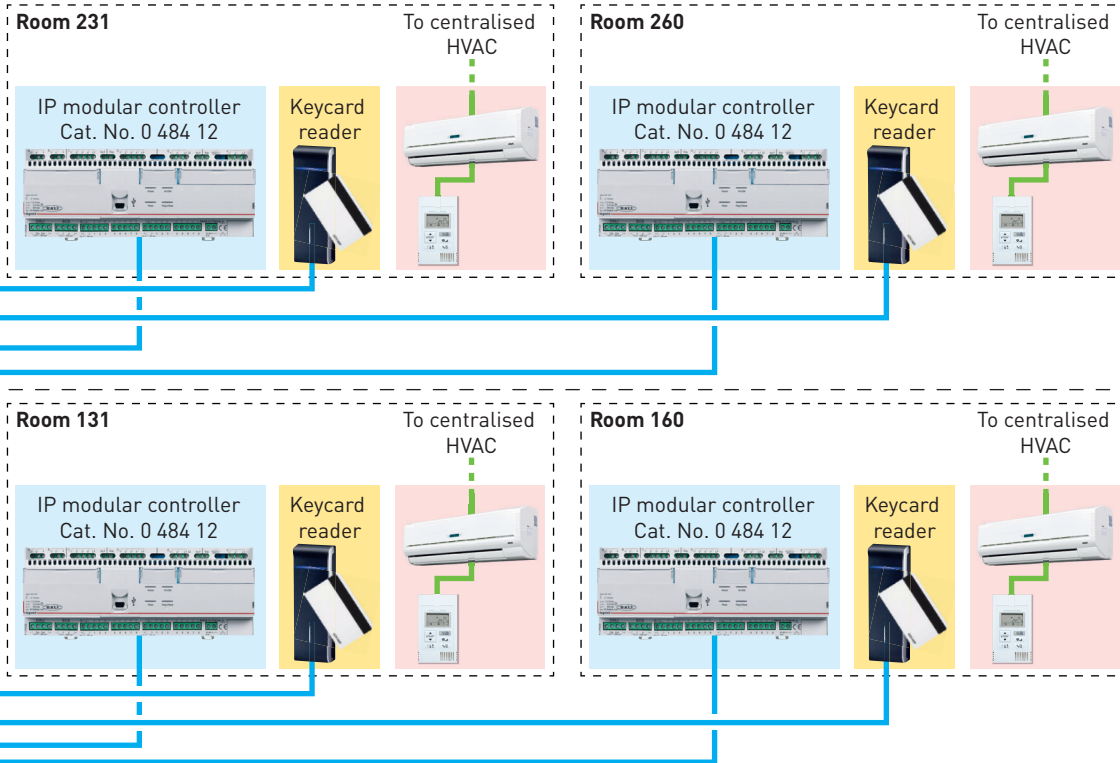 Room 231
To centralised
HVAC
IP modular controller
Cat. No. 0 484 12
Keycard
reader
Room 260
To centralised
HVAC
IP modular controller
Cat. No. 0 484 12
Keycard
reader
Room 131
To centralised
HVAC
IP modular controller
Cat. No. 0 484 12
Keycard
reader
Room 160
To centralised
HVAC
IP modular controller
Cat. No. 0 484 12
Keycard
reader